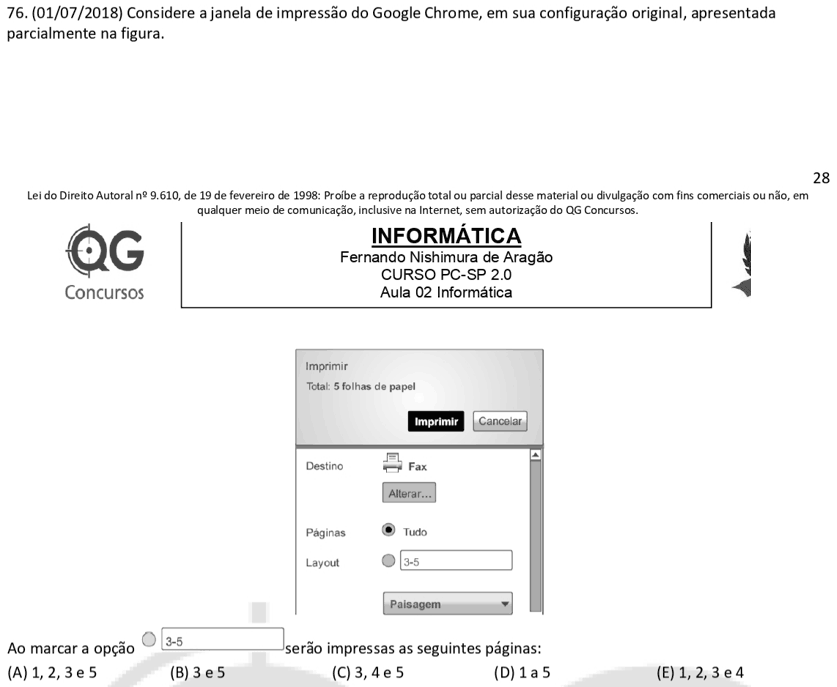 76. (01/07/2018) Considere a janela de impressão do Google Chrome, em sua configuração original, apresentada
parcialmente na figura.
28
Lei do Direito Autoral nº 9.610, de 19 de fevereiro de 1998: Proíbe a reprodução total ou parcial desse material ou divulgação com fins comerciais ou não, em
qualquer meio de comunicação, inclusive na Internet, sem autorização do QG Concursos.
QG
Concursos
INFORMÁTICA
Fernando Nishimura de Aragão
CURSO PC-SP 2.0
Aula 02 Informática
Imprimir
Total: 5 folhas de papel
Imprimir Cancelar
Destino Fax
Alterar...
Páginas Tudo
Layout 3-5
Paisagem
Ao marcar a opção 3-5 serão impressas as seguintes páginas:
(A) 1, 2, 3 e 5 (B) 3 e 5 (C) 3, 4 e 5 (D) 1 a 5 (E) 1, 2, 3 e 4